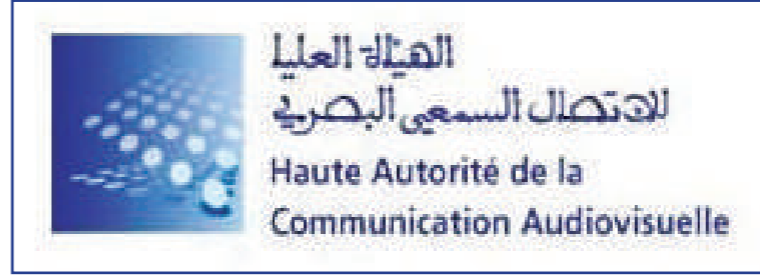 الهيئة العليا
للاتصال السمعي البصري
Haute Autorité de la
Communication Audiovisuelle